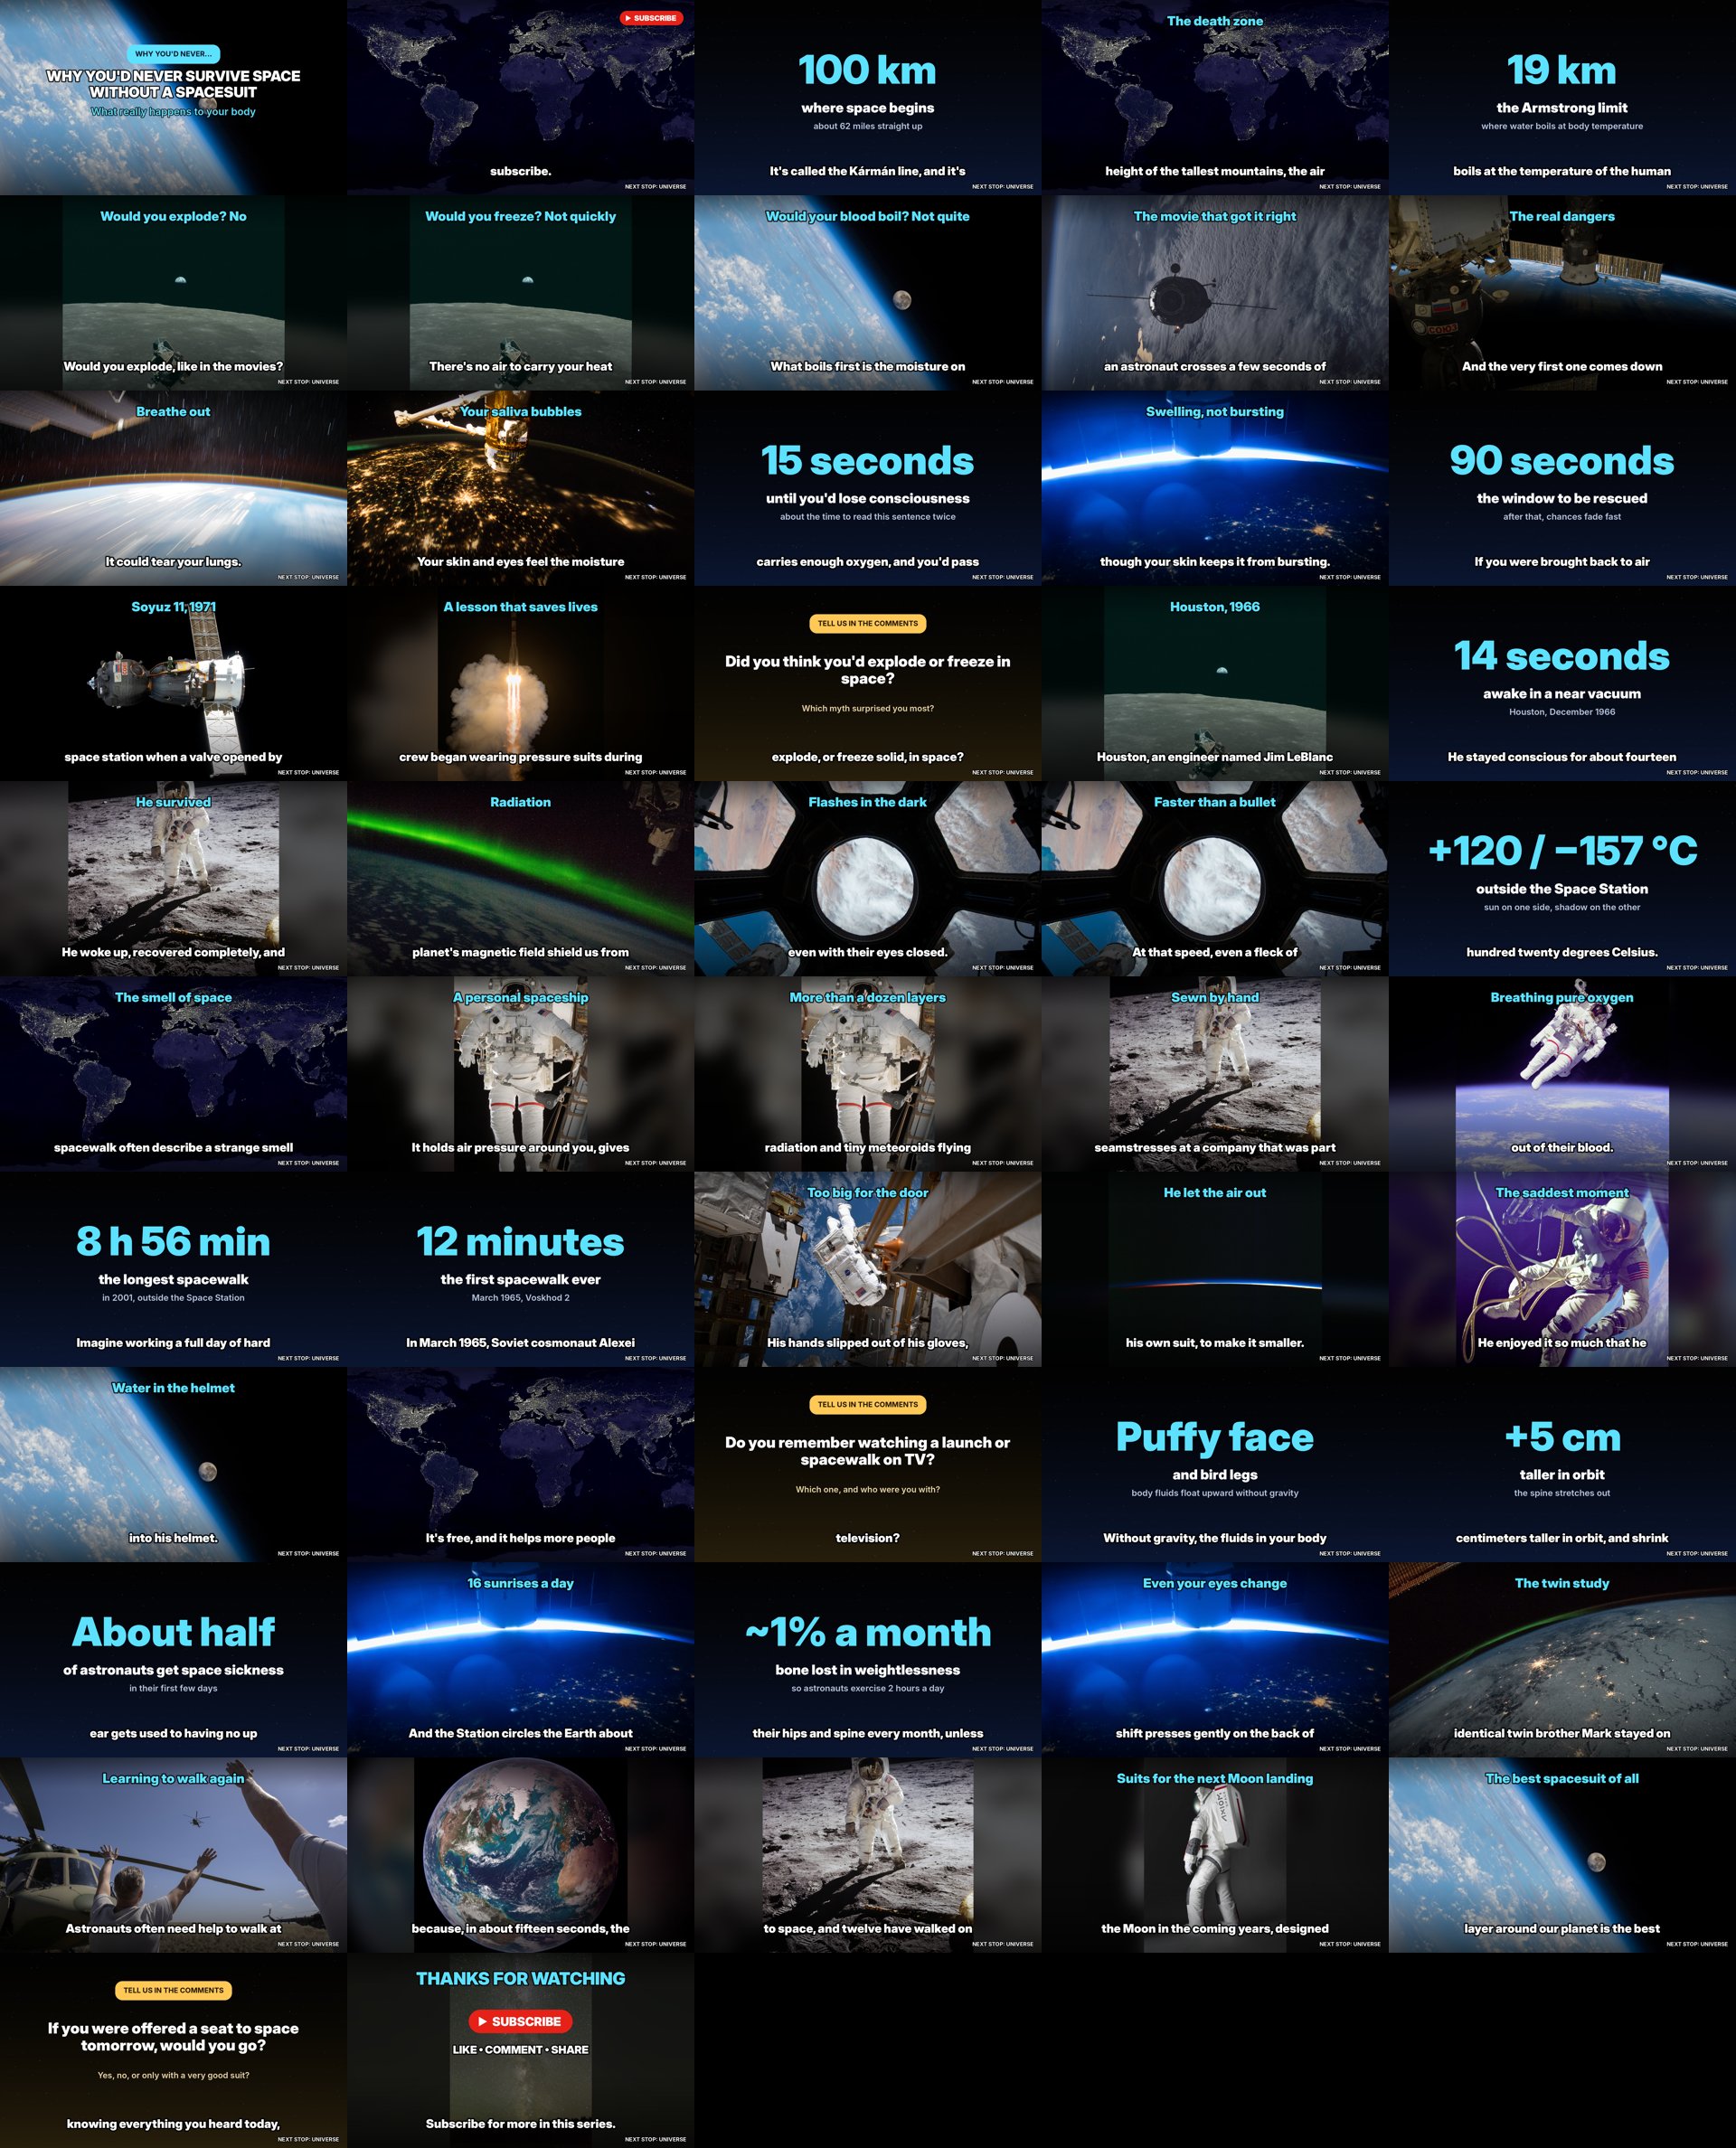 WHY YOU'D NEVER...
WHY YOU'D NEVER SURVIVE SPACE
WITHOUT A SPACESUIT
What really happens to your body
SUBSCRIBE
subscribe.
NEXT STOP: UNIVERSE
100 km
where space begins
about 62 miles straight up
It's called the Kármán line, and it's
NEXT STOP: UNIVERSE
The death zone
height of the tallest mountains, the air
NEXT STOP: UNIVERSE
19 km
the Armstrong limit
where water boils at body temperature
boils at the temperature of the human
NEXT STOP: UNIVERSE
Would you explode? No
Would you explode, like in the movies?
NEXT STOP: UNIVERSE
Would you freeze? Not quickly
There's no air to carry your heat
NEXT STOP: UNIVERSE
Would your blood boil? Not quite
What boils first is the moisture on
NEXT STOP: UNIVERSE
The movie that got it right
an astronaut crosses a few seconds of
NEXT STOP: UNIVERSE
The real dangers
And the very first one comes down
NEXT STOP: UNIVERSE
Breathe out
It could tear your lungs.
NEXT STOP: UNIVERSE
Your saliva bubbles
Your skin and eyes feel the moisture
NEXT STOP: UNIVERSE
15 seconds
until you'd lose consciousness
about the time to read this sentence twice
carries enough oxygen, and you'd pass
NEXT STOP: UNIVERSE
Swelling, not bursting
though your skin keeps it from bursting.
NEXT STOP: UNIVERSE
90 seconds
the window to be rescued
after that, chances fade fast
If you were brought back to air
NEXT STOP: UNIVERSE
Soyuz 11, 1971
space station when a valve opened by
NEXT STOP: UNIVERSE
A lesson that saves lives
crew began wearing pressure suits during
NEXT STOP: UNIVERSE
TELL US IN THE COMMENTS
Did you think you'd explode or freeze in
space?
Which myth surprised you most?
explode, or freeze solid, in space?
NEXT STOP: UNIVERSE
Houston, 1966
Houston, an engineer named Jim LeBlanc
NEXT STOP: UNIVERSE
14 seconds
awake in a near vacuum
Houston, December 1966
He stayed conscious for about fourteen
NEXT STOP: UNIVERSE
He survived
He woke up, recovered completely, and
NEXT STOP: UNIVERSE
Radiation
planet's magnetic field shield us from
NEXT STOP: UNIVERSE
Flashes in the dark
even with their eyes closed.
NEXT STOP: UNIVERSE
Faster than a bullet
At that speed, even a fleck of
NEXT STOP: UNIVERSE
+120 / −157 °C
outside the Space Station
sun on one side, shadow on the other
hundred twenty degrees Celsius.
NEXT STOP: UNIVERSE
The smell of space
spacewalk often describe a strange smell
NEXT STOP: UNIVERSE
A personal spaceship
It holds air pressure around you, gives
NEXT STOP: UNIVERSE
More than a dozen layers
radiation and tiny meteoroids flying
NEXT STOP: UNIVERSE
Sewn by hand
seamstresses at a company that was part
NEXT STOP: UNIVERSE
Breathing pure oxygen
out of their blood.
NEXT STOP: UNIVERSE
8 h 56 min
the longest spacewalk
in 2001, outside the Space Station
Imagine working a full day of hard
NEXT STOP: UNIVERSE
12 minutes
the first spacewalk ever
March 1965, Voskhod 2
In March 1965, Soviet cosmonaut Alexei
NEXT STOP: UNIVERSE
Too big for the door
His hands slipped out of his gloves,
NEXT STOP: UNIVERSE
He let the air out
his own suit, to make it smaller.
NEXT STOP: UNIVERSE
The saddest moment
He enjoyed it so much that he
NEXT STOP: UNIVERSE
Water in the helmet
into his helmet.
NEXT STOP: UNIVERSE
It's free, and it helps more people
NEXT STOP: UNIVERSE
TELL US IN THE COMMENTS
Do you remember watching a launch or
spacewalk on TV?
Which one, and who were you with?
television?
NEXT STOP: UNIVERSE
Puffy face
and bird legs
body fluids float upward without gravity
Without gravity, the fluids in your body
NEXT STOP: UNIVERSE
+5 cm
taller in orbit
the spine stretches out
centimeters taller in orbit, and shrink
NEXT STOP: UNIVERSE
About half
of astronauts get space sickness
in their first few days
ear gets used to having no up
NEXT STOP: UNIVERSE
16 sunrises a day
And the Station circles the Earth about
NEXT STOP: UNIVERSE
~1% a month
bone lost in weightlessness
so astronauts exercise 2 hours a day
their hips and spine every month, unless
NEXT STOP: UNIVERSE
Even your eyes change
shift presses gently on the back of
NEXT STOP: UNIVERSE
The twin study
identical twin brother Mark stayed on
NEXT STOP: UNIVERSE
Learning to walk again
Astronauts often need help to walk at
NEXT STOP: UNIVERSE
because, in about fifteen seconds, the
NEXT STOP: UNIVERSE
to space, and twelve have walked on
NEXT STOP: UNIVERSE
Suits for the next Moon landing
the Moon in the coming years, designed
NEXT STOP: UNIVERSE
The best spacesuit of all
layer around our planet is the best
NEXT STOP: UNIVERSE
TELL US IN THE COMMENTS
If you were offered a seat to space
tomorrow, would you go?
Yes, no, or only with a very good suit?
knowing everything you heard today,
NEXT STOP: UNIVERSE
THANKS FOR WATCHING
SUBSCRIBE
LIKE • COMMENT • SHARE
Subscribe for more in this series.
NEXT STOP: UNIVERSE